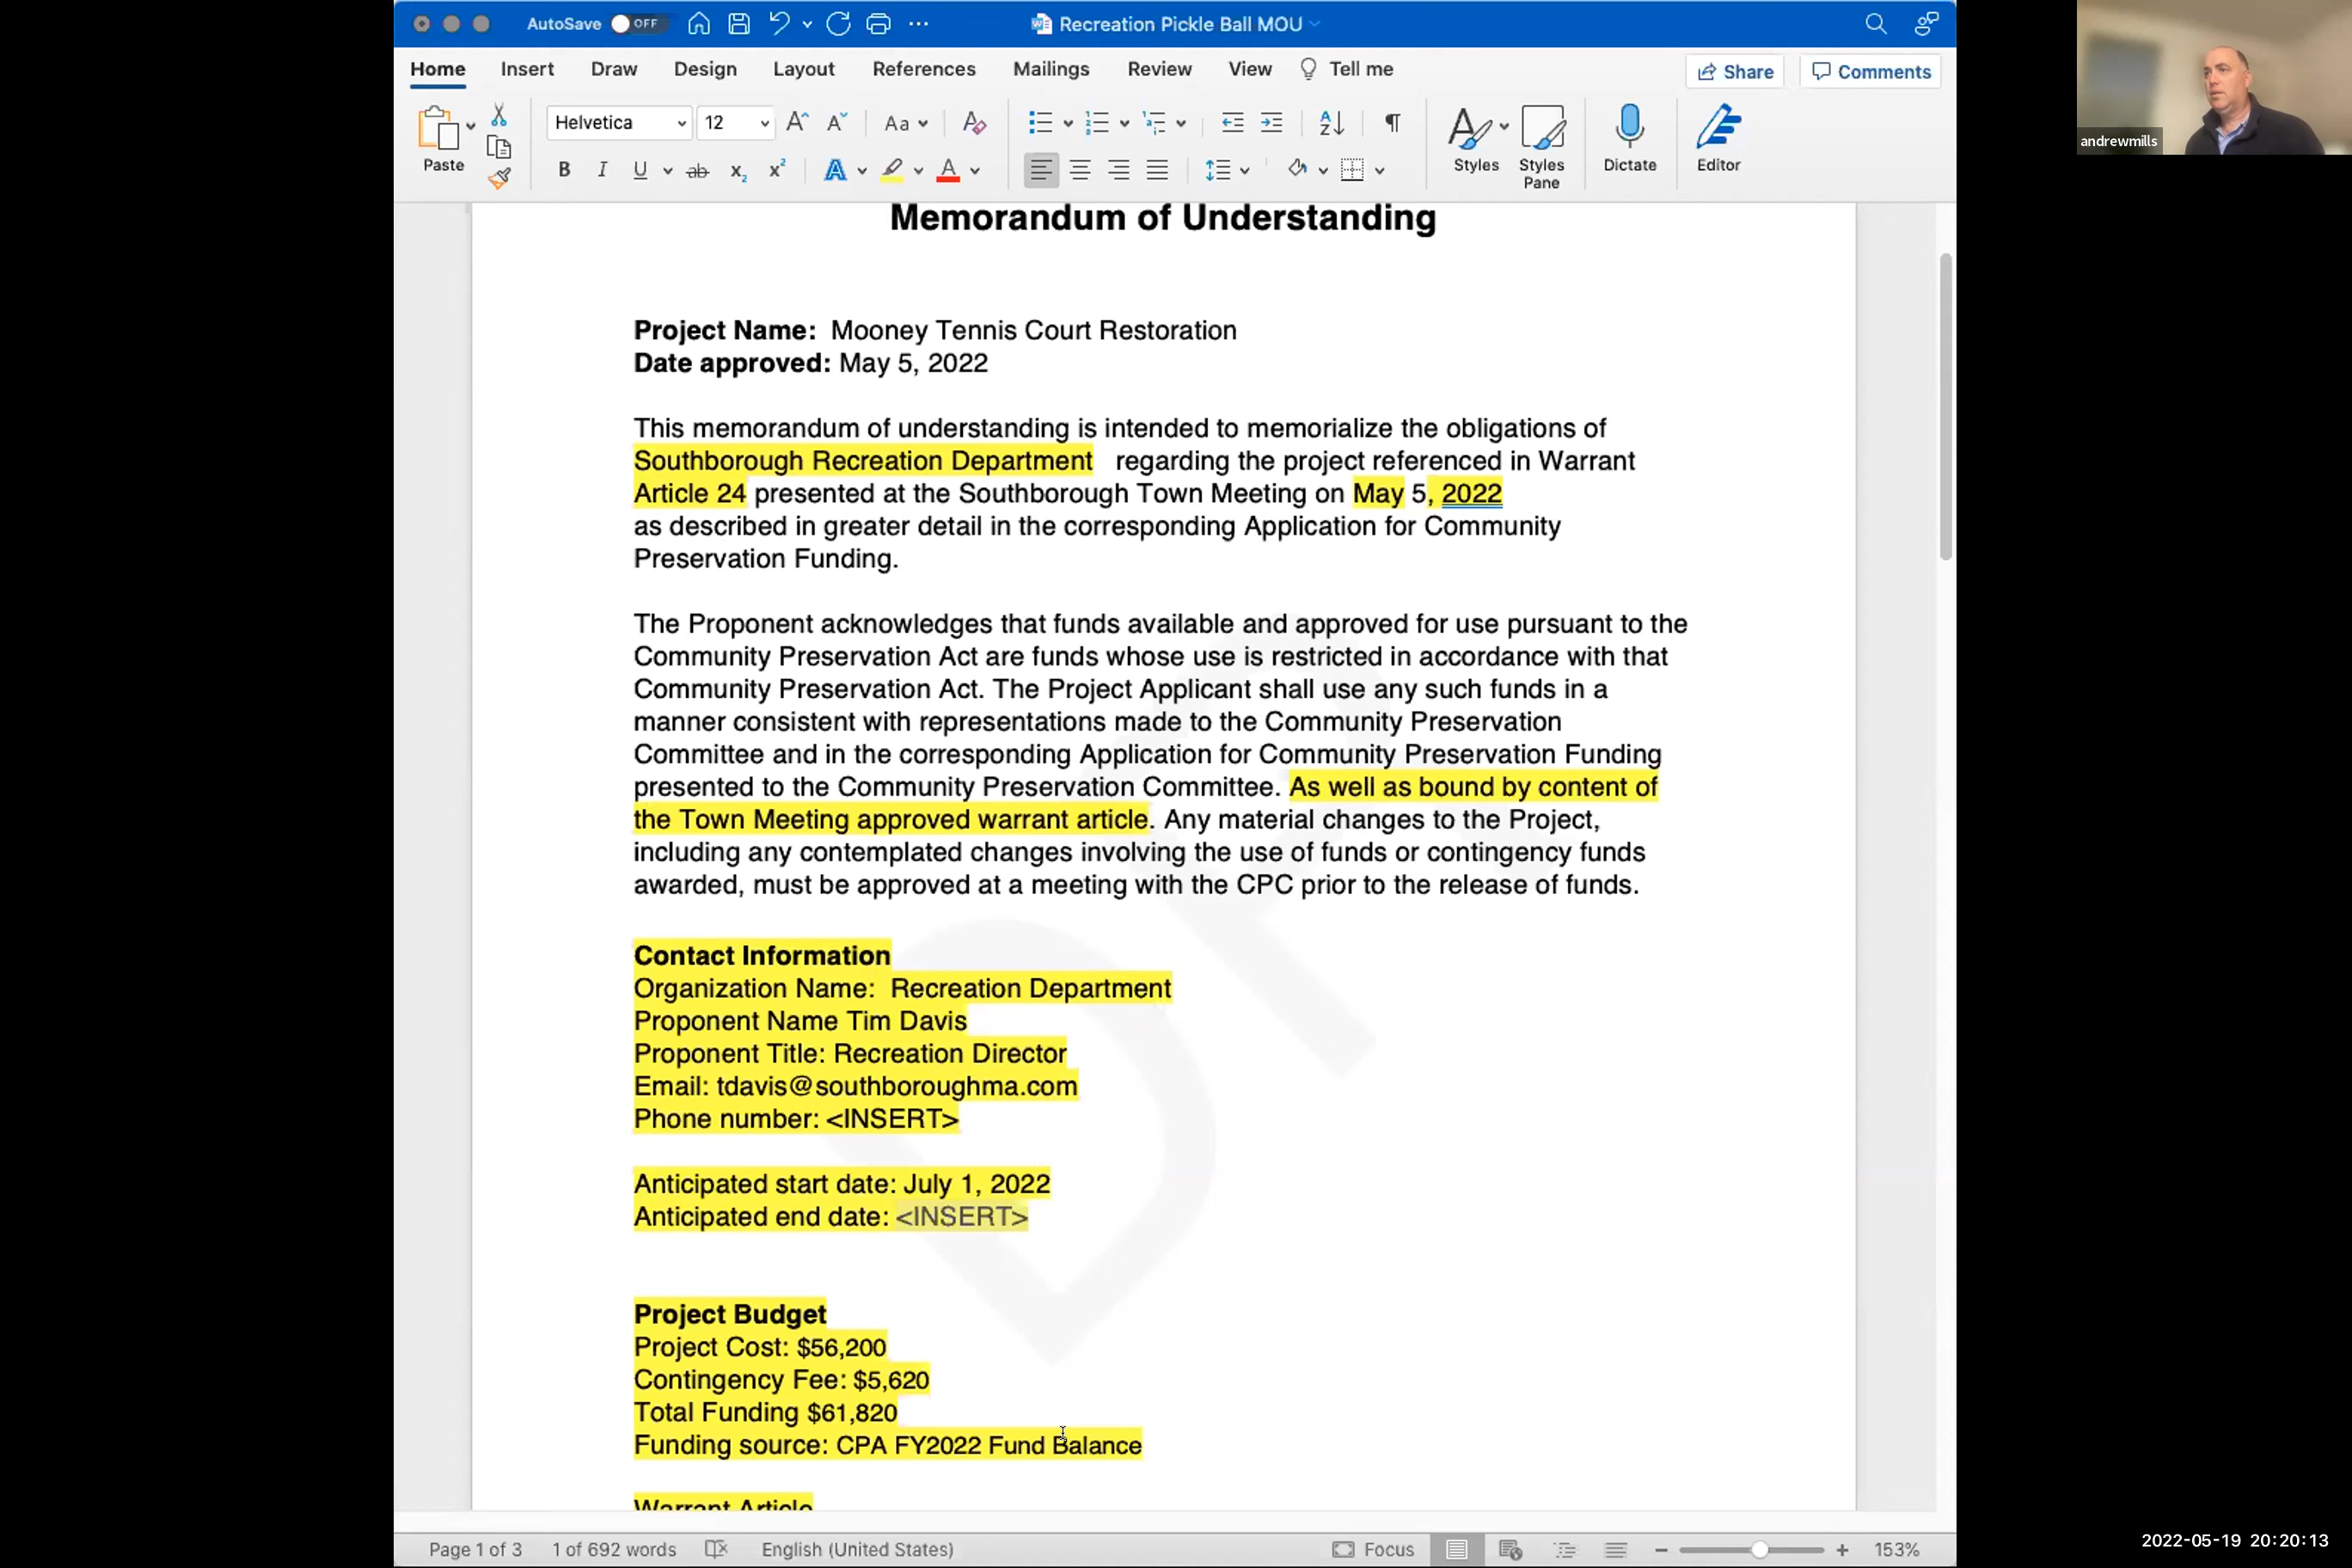 AutoSave OFF Recreation Pickle Ball MOU
Home Insert Draw Design Layout References Mailings Review View Tell me Share Comments
Paste Helvetica 12 Aa Styles Styles Pane Dictate Editor
B I U ab x2 x2 A A
Memorandum of Understanding
Project Name: Mooney Tennis Court Restoration
Date approved: May 5, 2022
This memorandum of understanding is intended to memorialize the obligations of
Southborough Recreation Department regarding the project referenced in Warrant
Article 24 presented at the Southborough Town Meeting on May 5, 2022
as described in greater detail in the corresponding Application for Community
Preservation Funding.
The Proponent acknowledges that funds available and approved for use pursuant to the
Community Preservation Act are funds whose use is restricted in accordance with that
Community Preservation Act. The Project Applicant shall use any such funds in a
manner consistent with representations made to the Community Preservation
Committee and in the corresponding Application for Community Preservation Funding
presented to the Community Preservation Committee. As well as bound by content of
the Town Meeting approved warrant article. Any material changes to the Project,
including any contemplated changes involving the use of funds or contingency funds
awarded, must be approved at a meeting with the CPC prior to the release of funds.
Contact Information
Organization Name: Recreation Department
Proponent Name Tim Davis
Proponent Title: Recreation Director
Email: tdavis@southboroughma.com
Phone number: <INSERT>
Anticipated start date: July 1, 2022
Anticipated end date: <INSERT>
Project Budget
Project Cost: $56,200
Contingency Fee: $5,620
Total Funding $61,820
Funding source: CPA FY2022 Fund Balance
Warrant Article
Page 1 of 3 1 of 692 words English (United States) Focus 153%
andrewmills
2022-05-19 20:20:13